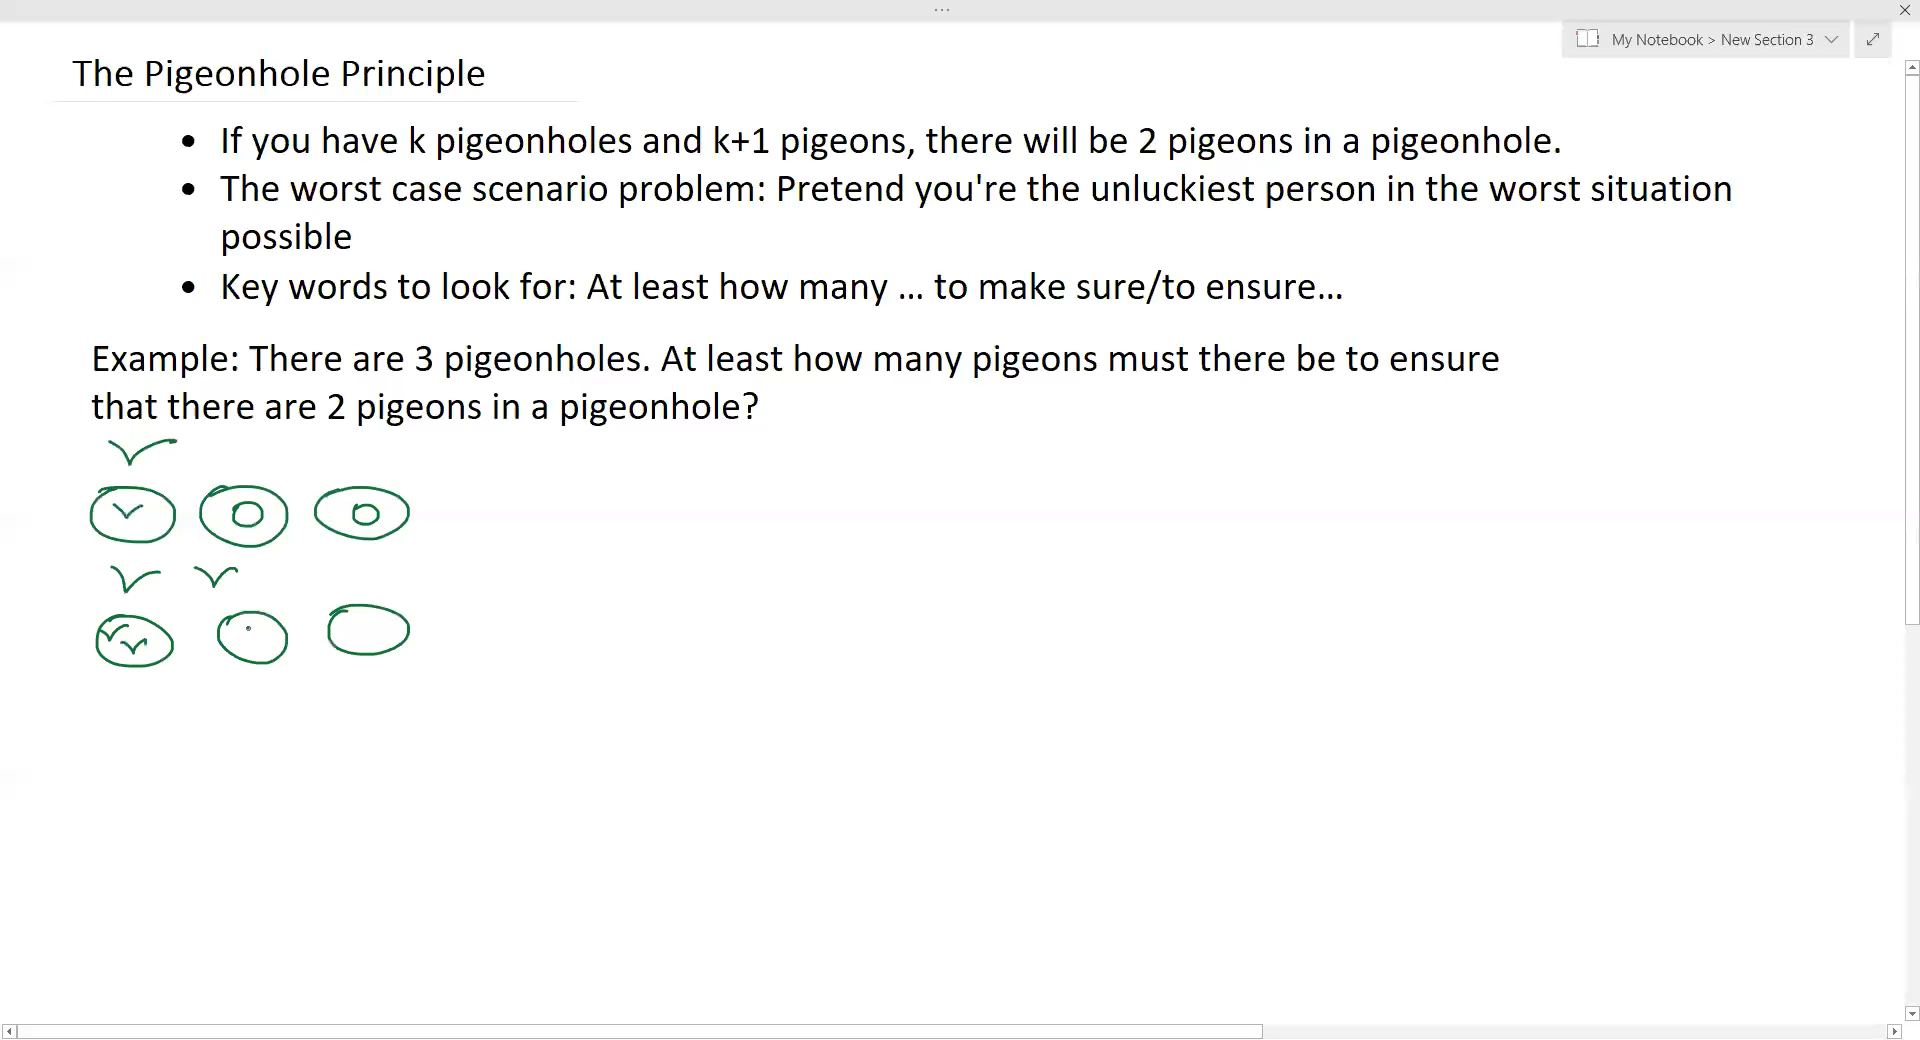 ...
My Notebook > New Section 3
The Pigeonhole Principle
• If you have k pigeonholes and k+1 pigeons, there will be 2 pigeons in a pigeonhole.
• The worst case scenario problem: Pretend you're the unluckiest person in the worst situation
possible
• Key words to look for: At least how many ... to make sure/to ensure...
Example: There are 3 pigeonholes. At least how many pigeons must there be to ensure
that there are 2 pigeons in a pigeonhole?